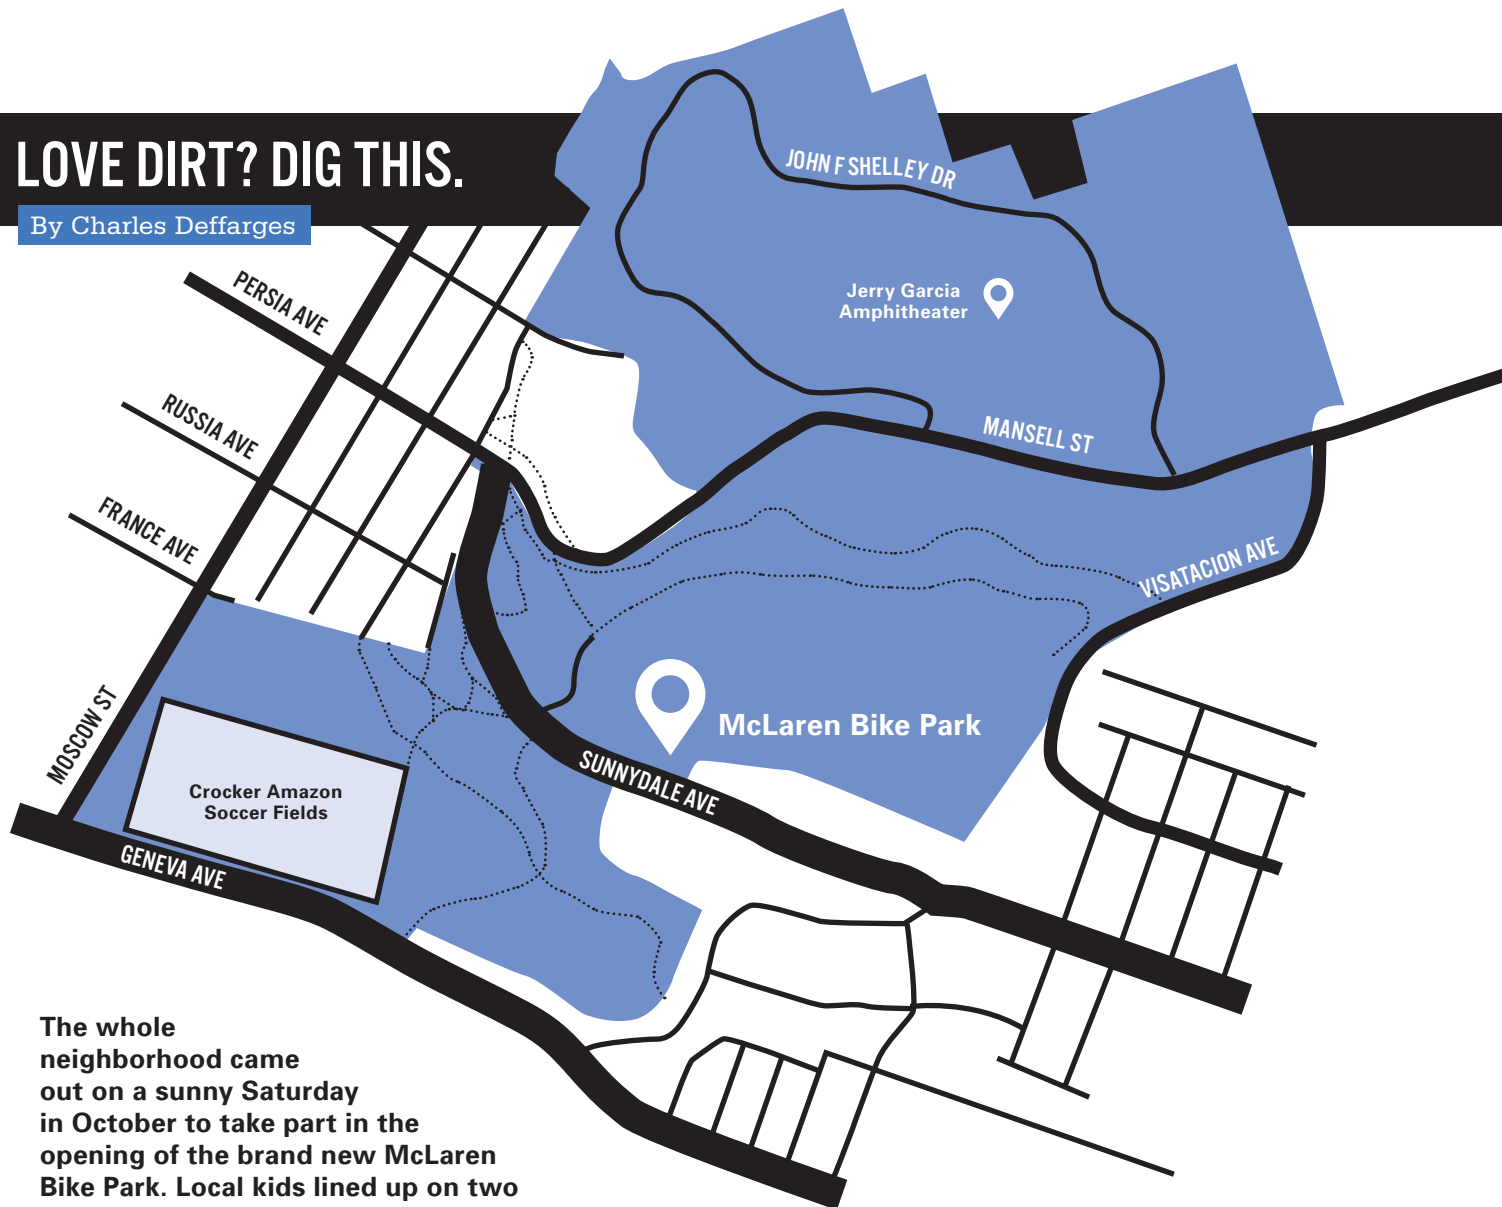 LOVE DIRT? DIG THIS.
By Charles Deffarges
JOHN F SHELLEY DR
PERSIA AVE
Jerry Garcia
Amphitheater
RUSSIA AVE
MANSELL ST
FRANCE AVE
VISATACION AVE
MOSCOW ST
McLaren Bike Park
SUNNYDALE AVE
Crocker Amazon
Soccer Fields
GENEVA AVE
The whole
neighborhood came
out on a sunny Saturday
in October to take part in the
opening of the brand new McLaren
Bike Park. Local kids lined up on two